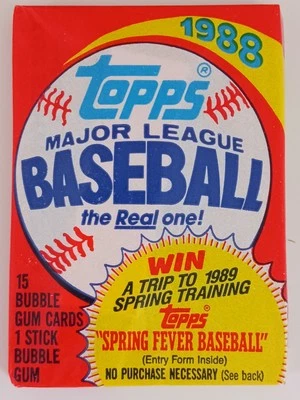 1988
Topps®
MAJOR LEAGUE
BASEBALL
the Real one!
15
BUBBLE
GUM CARDS
1 STICK
BUBBLE
GUM
WIN
A TRIP TO 1989
SPRING TRAINING
Topps
"SPRING FEVER BASEBALL"
(Entry Form Inside)
NO PURCHASE NECESSARY (See back)